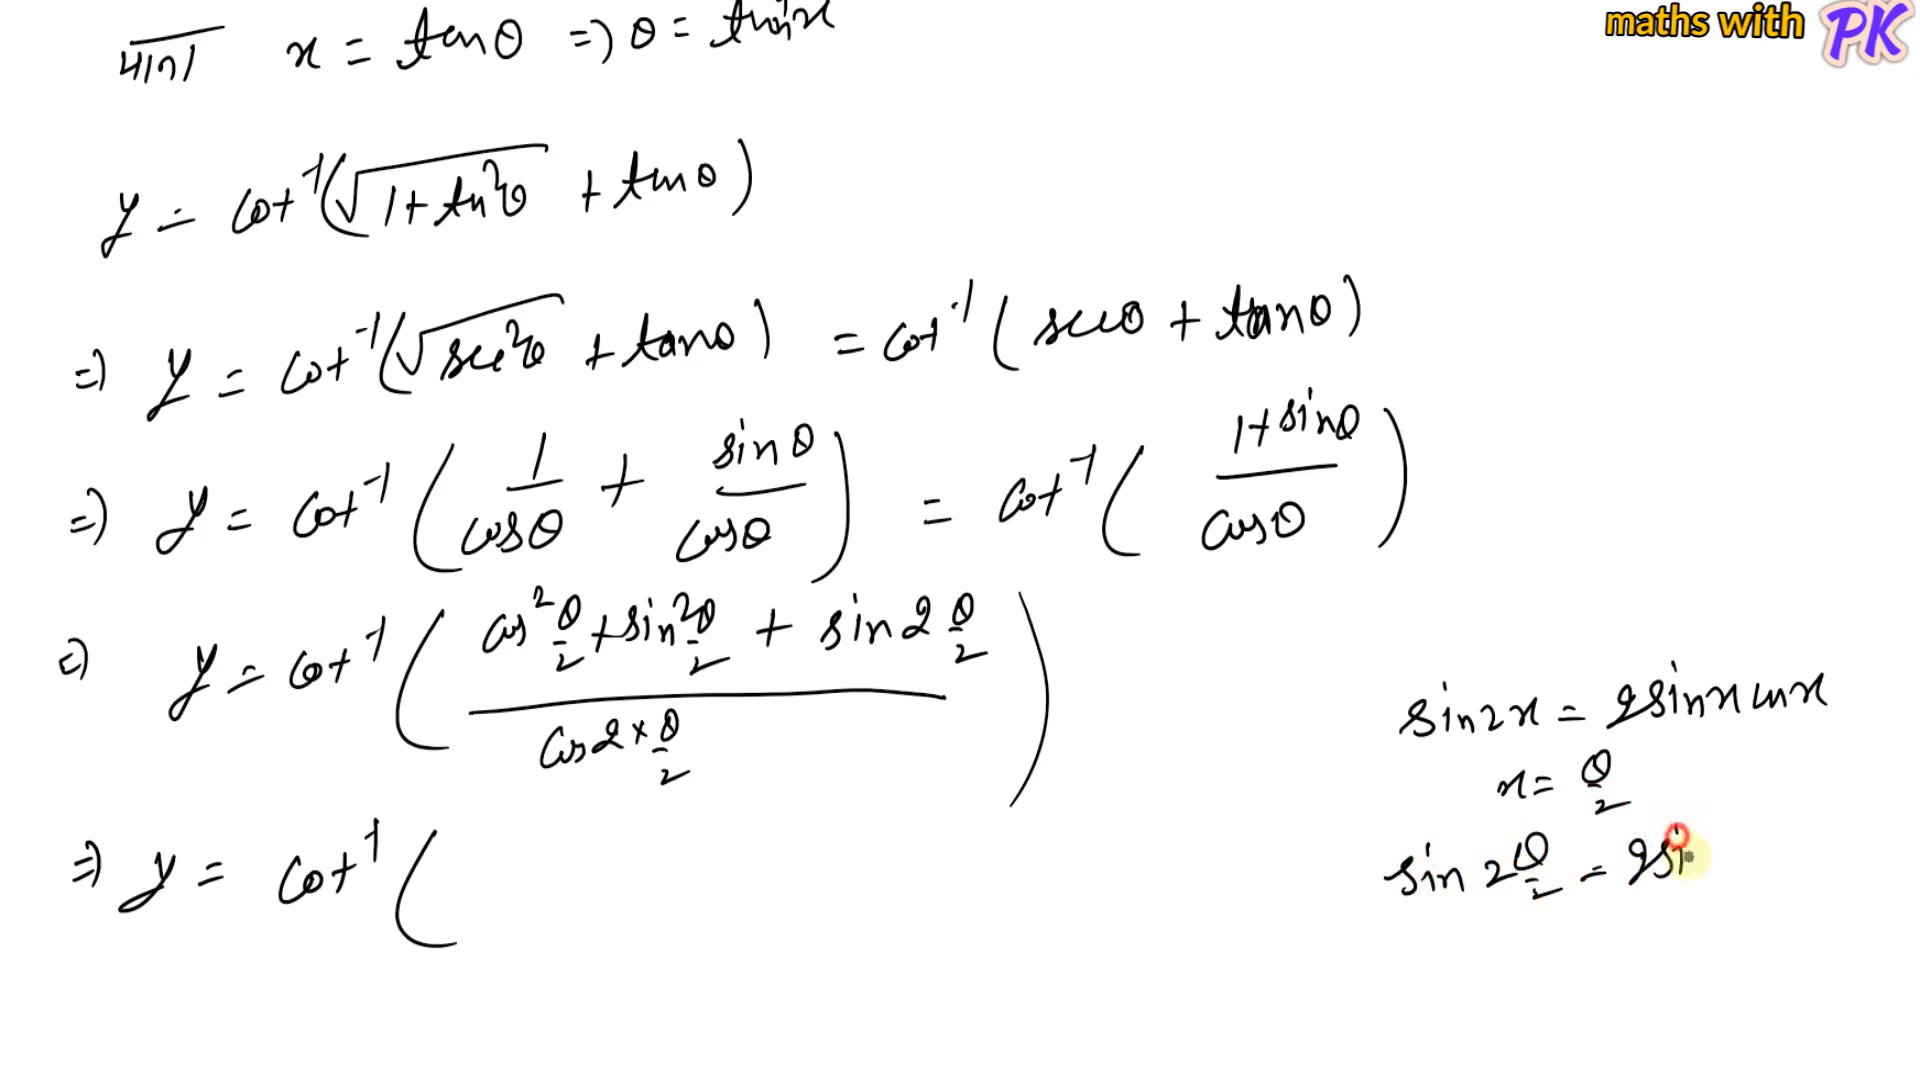 maths with PK
माना x = tanθ => θ = tan⁻¹x
y = cot⁻¹(√(1+tan²θ) + tanθ)
=> y = cot⁻¹(√(sec²θ) + tanθ) = cot⁻¹(secθ + tanθ)
=> y = cot⁻¹(1/cosθ + sinθ/cosθ) = cot⁻¹((1+sinθ)/cosθ)
=> y = cot⁻¹((cos²θ/2 + sin²θ/2 + sin2θ/2)/(cos2×θ/2))
sin2x = 2sinxcosx
x = θ/2
sin2θ/2 = 2si
=> y = cot⁻¹(